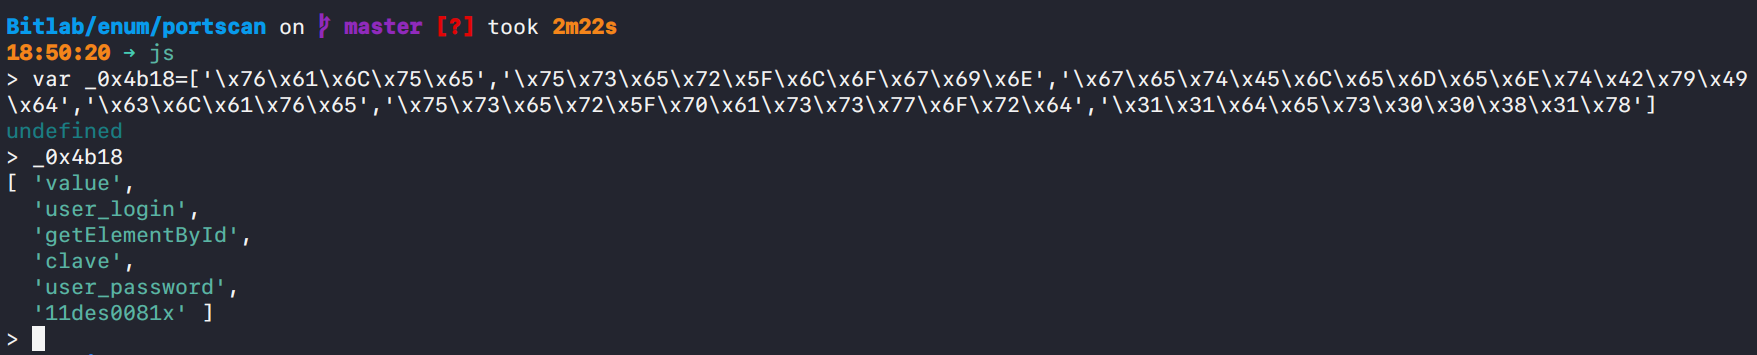 Bitlab/enum/portscan on master [?] took 2m22s
18:50:20 → js
> var _0x4b18=['\x76\x61\x6C\x75\x65','\x75\x73\x65\x72\x5F\x6C\x6F\x67\x69\x6E','\x67\x65\x74\x45\x6C\x65\x6D\x65\x6E\x74\x42\x79\x49
\x64','\x63\x6C\x61\x76\x65','\x75\x73\x65\x72\x5F\x70\x61\x73\x73\x77\x6F\x72\x64','\x31\x31\x64\x65\x73\x30\x30\x38\x31\x78']
undefined
> _0x4b18
[ 'value',
'user_login',
'getElementById',
'clave',
'user_password',
'11des0081x' ]
>